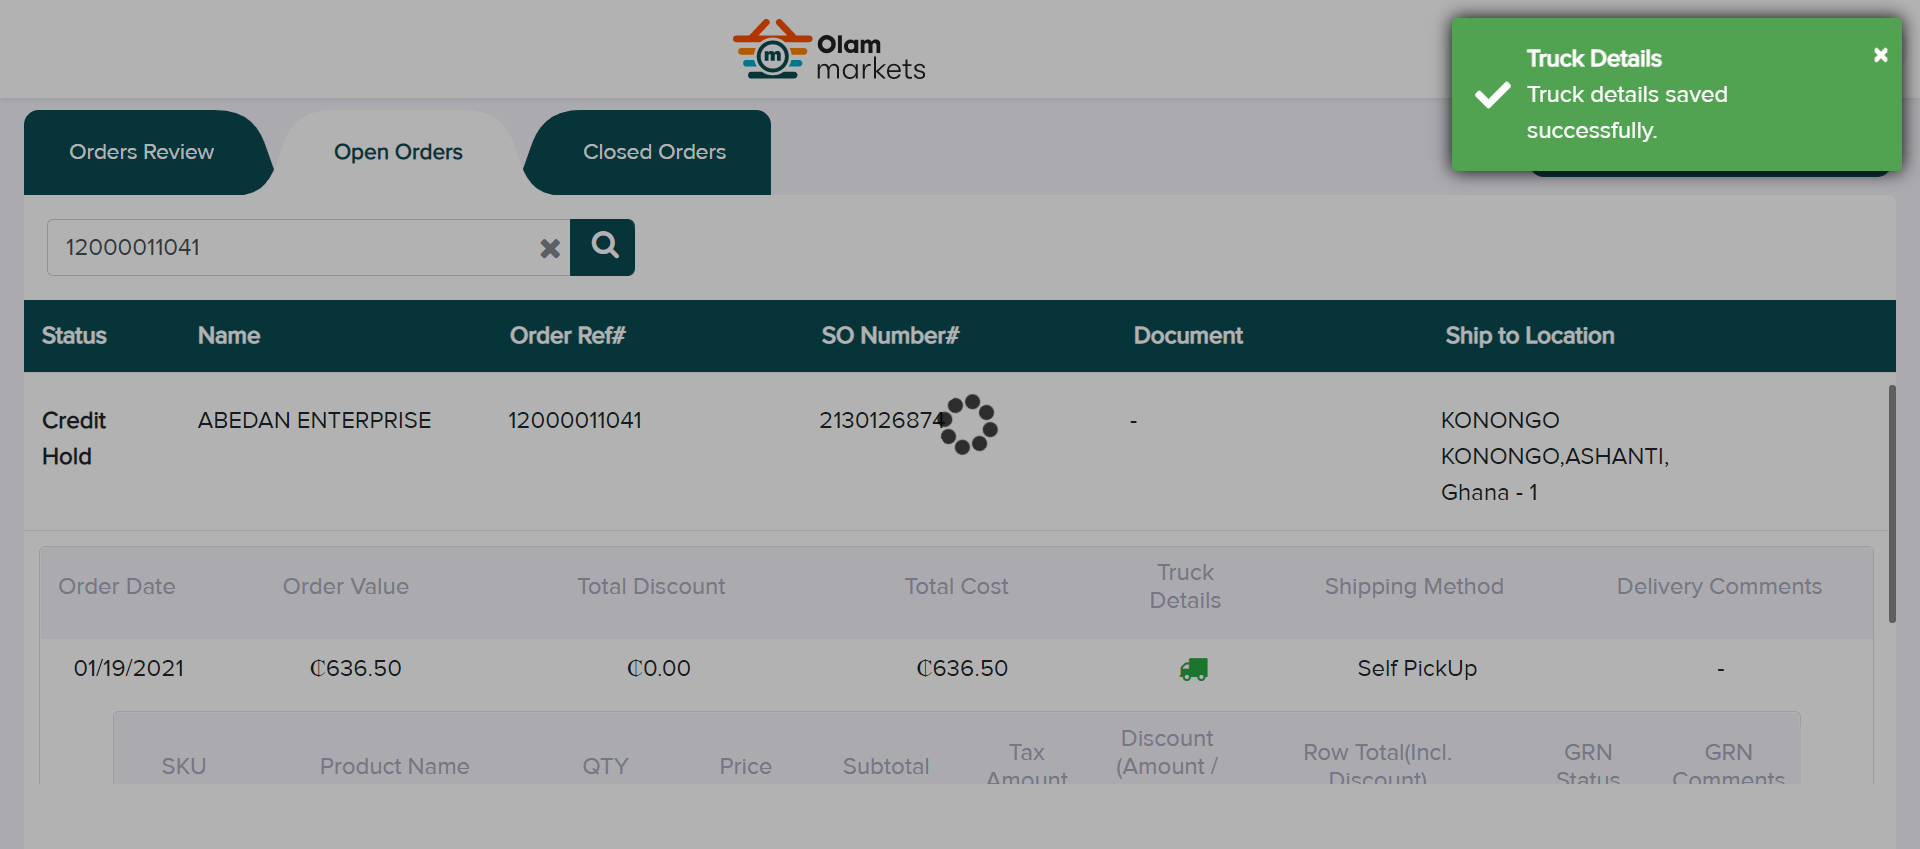 Olam
markets
Truck Details
Truck details saved
successfully.
Orders Review
Open Orders
Closed Orders
12000011041
Status
Name
Order Ref#
SO Number#
Document
Ship to Location
Credit
Hold
ABEDAN ENTERPRISE
12000011041
2130126874
-
KONONGO
KONONGO,ASHANTI,
Ghana - 1
Order Date
Order Value
Total Discount
Total Cost
Truck
Details
Shipping Method
Delivery Comments
01/19/2021
₵636.50
₵0.00
₵636.50
Self PickUp
-
SKU
Product Name
QTY
Price
Subtotal
Tax
Amount
Discount
(Amount /
Row Total(Incl.
Discount)
GRN
Status
GRN
Comments